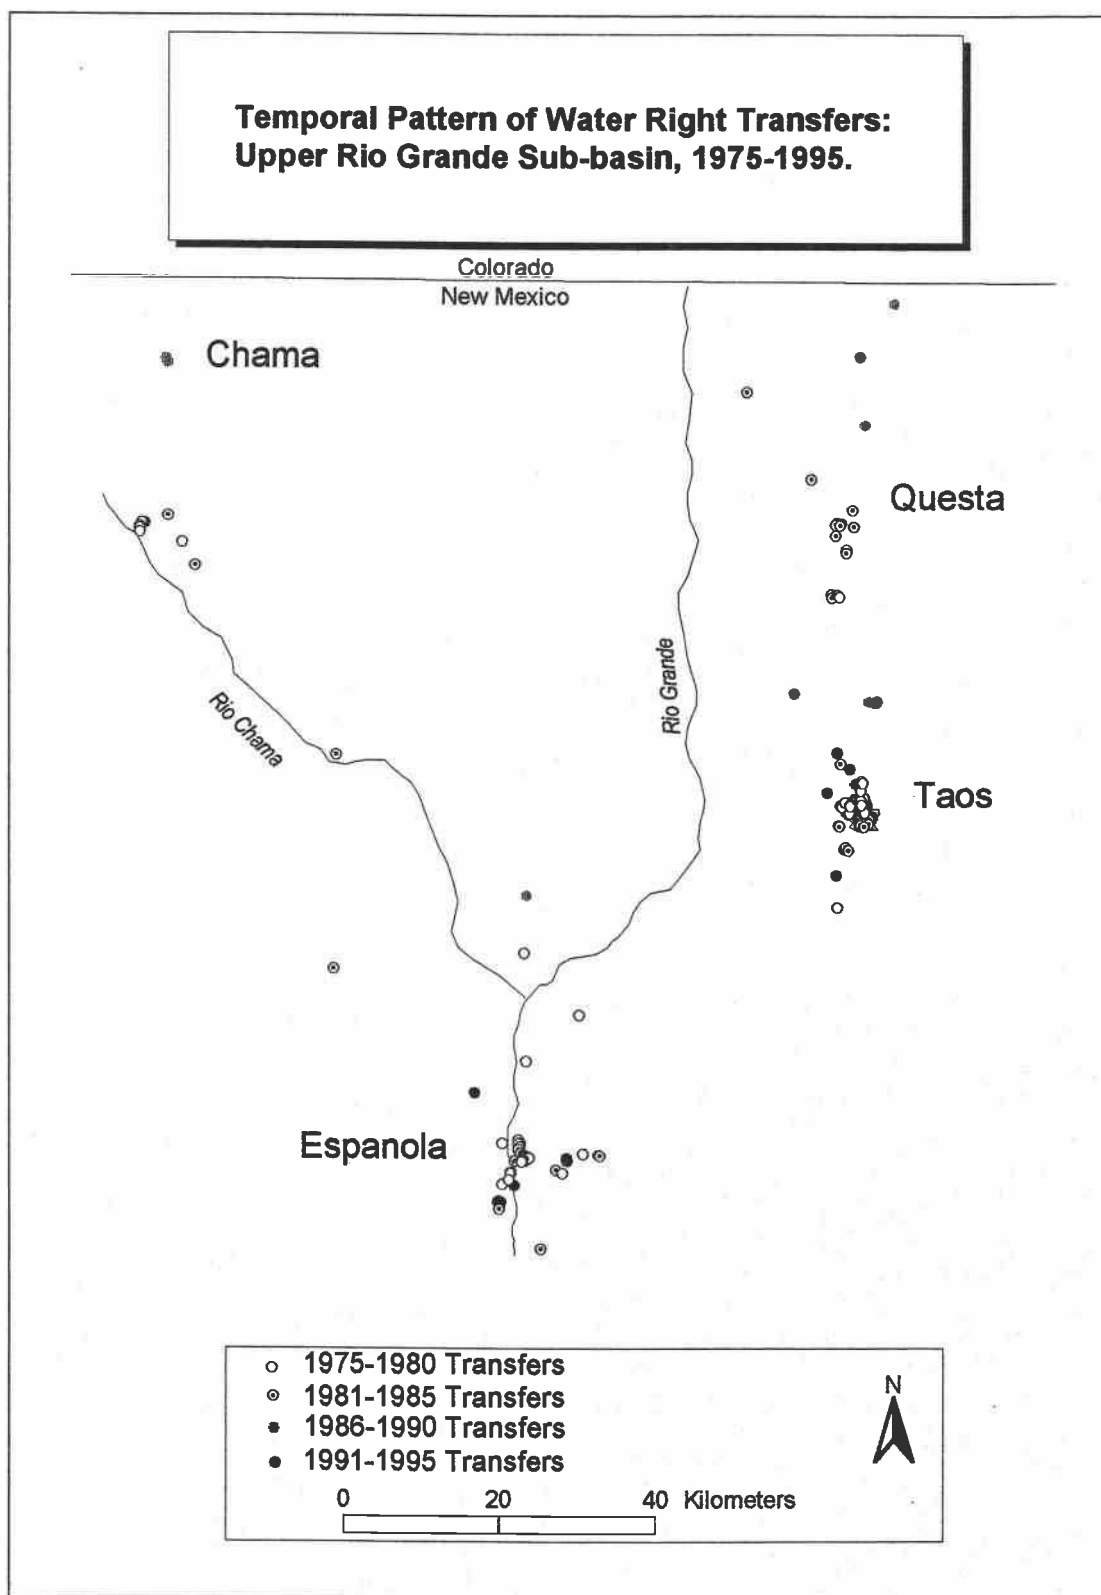 Temporal Pattern of Water Right Transfers:
Upper Rio Grande Sub-basin, 1975-1995.
Colorado
New Mexico
Chama
Questa
Rio Grande
Rio Chama
Taos
Espanola
1975-1980 Transfers
1981-1985 Transfers
1986-1990 Transfers
1991-1995 Transfers
N
0 20 40 Kilometers